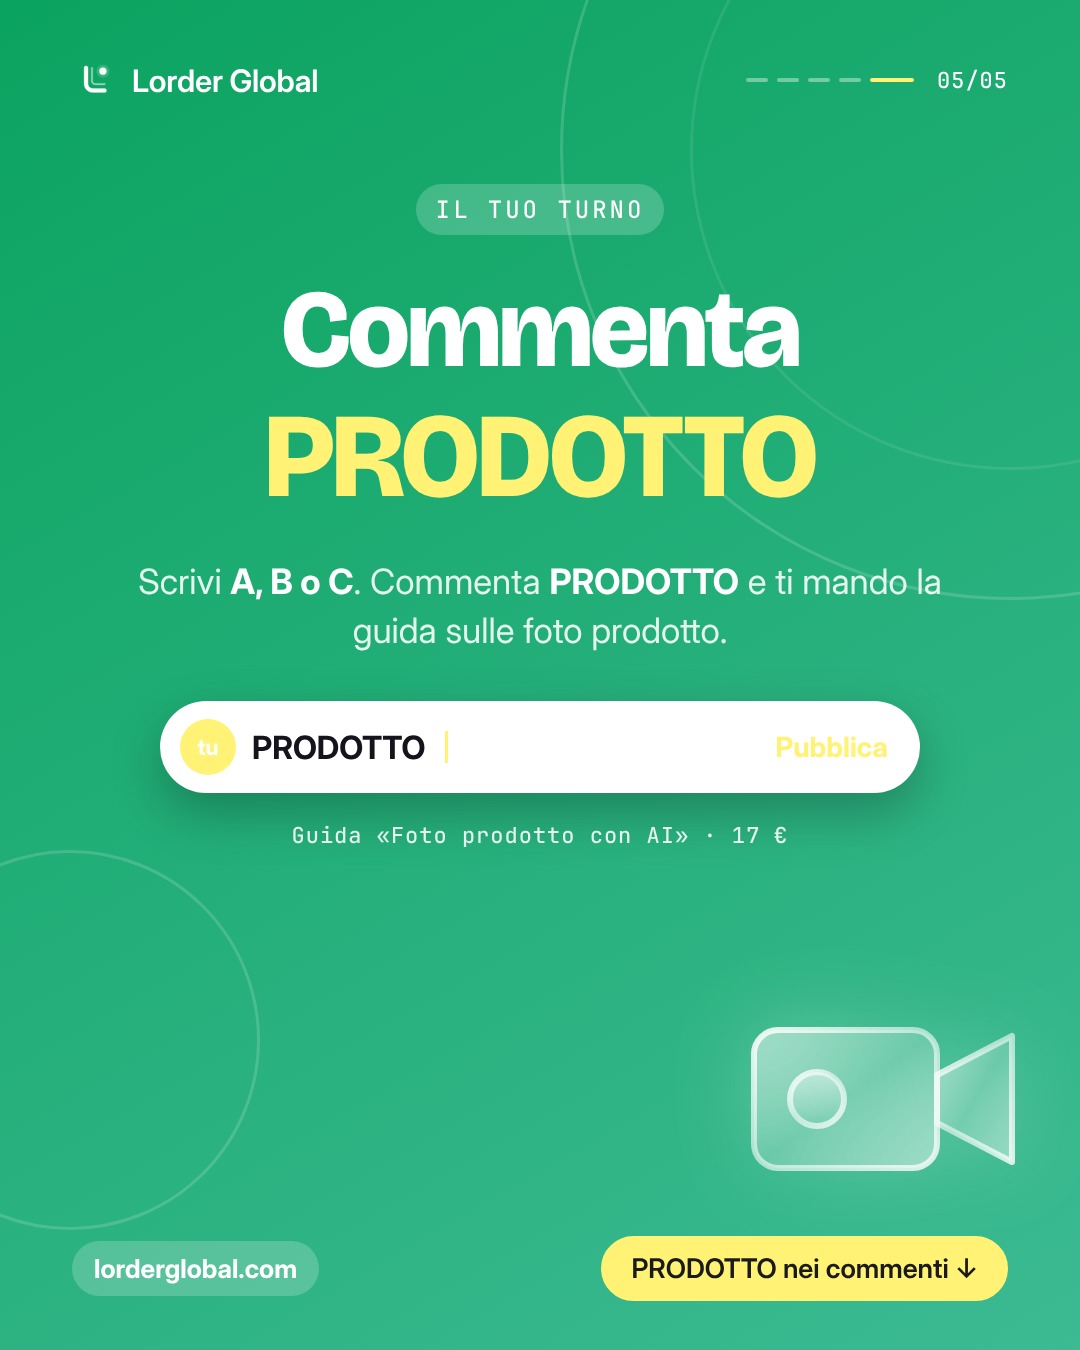 Lorder Global
05/05
IL TUO TURNO
Commenta
PRODOTTO
Scrivi A, B o C. Commenta PRODOTTO e ti mando la
guida sulle foto prodotto.
tu PRODOTTO Pubblica
Guida «Foto prodotto con AI» · 17 €
lorderglobal.com
PRODOTTO nei commenti ↓